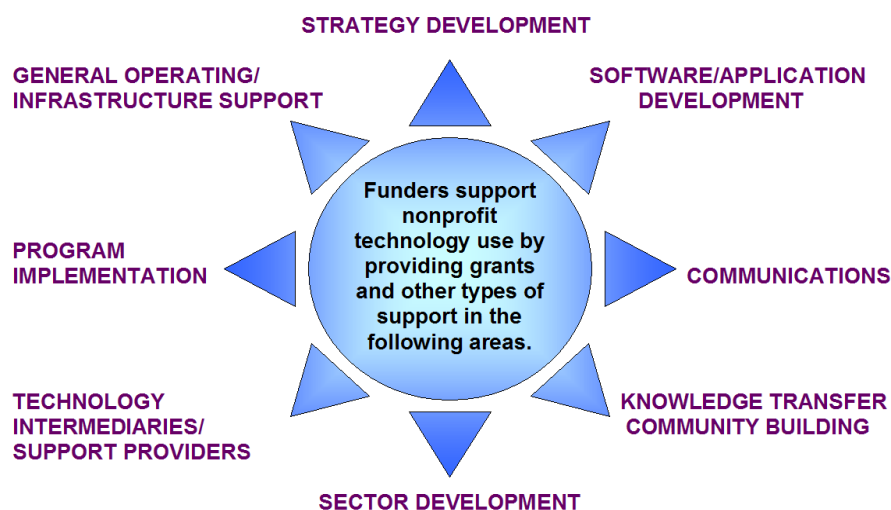 STRATEGY DEVELOPMENT
GENERAL OPERATING/
INFRASTRUCTURE SUPPORT
SOFTWARE/APPLICATION
DEVELOPMENT
Funders support
nonprofit
technology use by
providing grants
and other types of
support in the
following areas.
PROGRAM
IMPLEMENTATION
COMMUNICATIONS
TECHNOLOGY
INTERMEDIARIES/
SUPPORT PROVIDERS
KNOWLEDGE TRANSFER
COMMUNITY BUILDING
SECTOR DEVELOPMENT